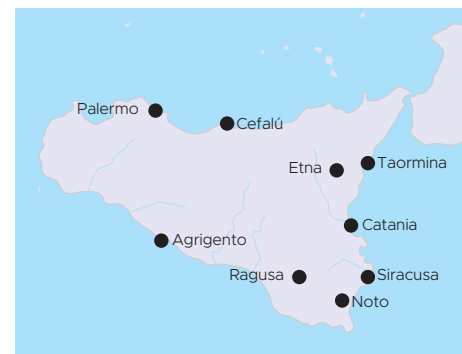 Palermo
Cefalú
Etna
Taormina
Catania
Agrigento
Ragusa
Siracusa
Noto